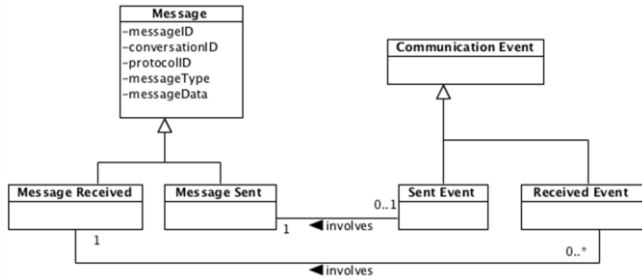 Message
-messageID
-conversationID
-protocolID
-messageType
-messageData
Communication Event
Message Received
Message Sent
Sent Event
Received Event
0..1
1
◀ involves
1
0..*
◀ involves